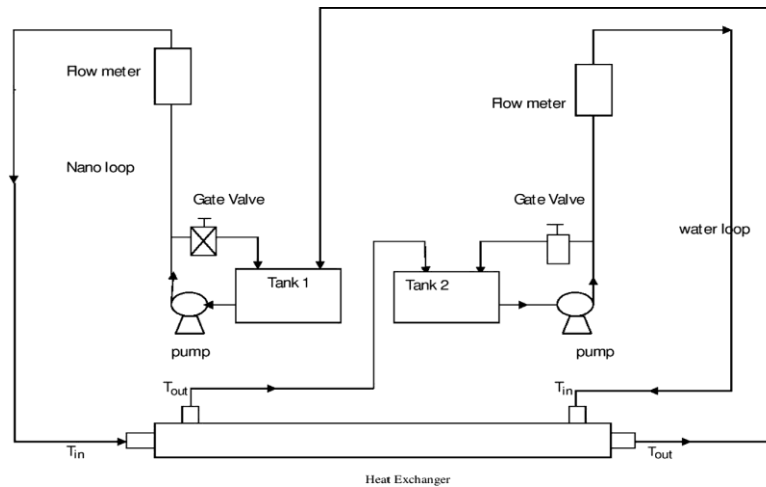 Flow meter
Flow meter
Nano loop
Gate Valve
Gate Valve
water loop
Tank 1
Tank 2
pump
pump
Tout
Tin
Tin
Tout
Heat Exchanger